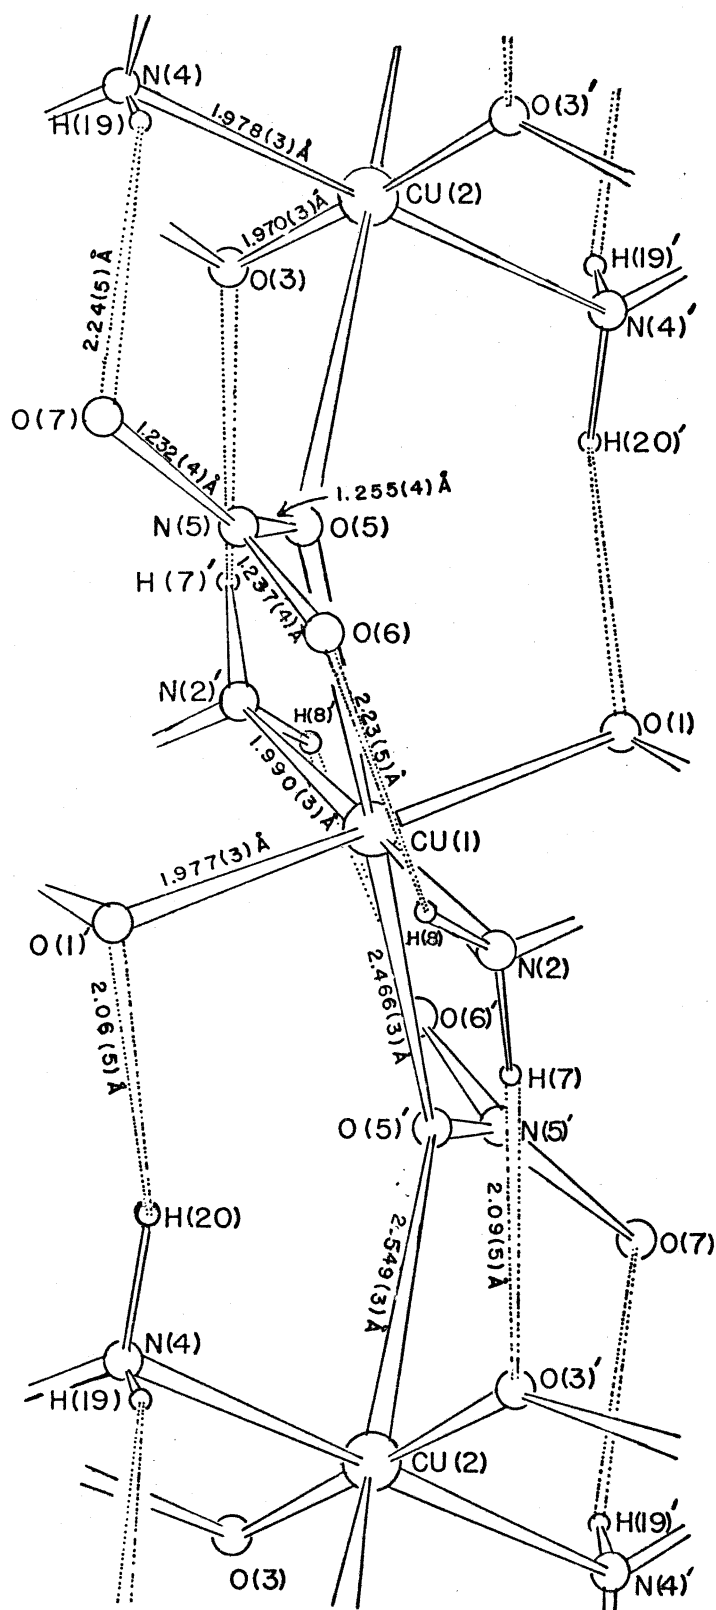 N(4)
O(3)′
H(19)
1.978(3)Å
CU(2)
1.970(3)Å
H(19)′
O(3)
N(4)′
2.24(5)Å
O(7)
H(20)′
1.232(4)Å
1.255(4)Å
N(5)
O(5)
H(7)′
1.237(4)Å
O(6)
N(2)′
H(8)′
2.23(5)Å
O(1)
1.990(3)Å
CU(1)
1.977(3)Å
O(1)′
H(8)
N(2)
2.06(5)Å
2.466(3)Å
O(6)′
H(7)
O(5)′
N(5)′
H(20)
2.549(3)Å
2.09(5)Å
O(7)
N(4)
H(19)
O(3)′
CU(2)
H(19)′
O(3)
N(4)′